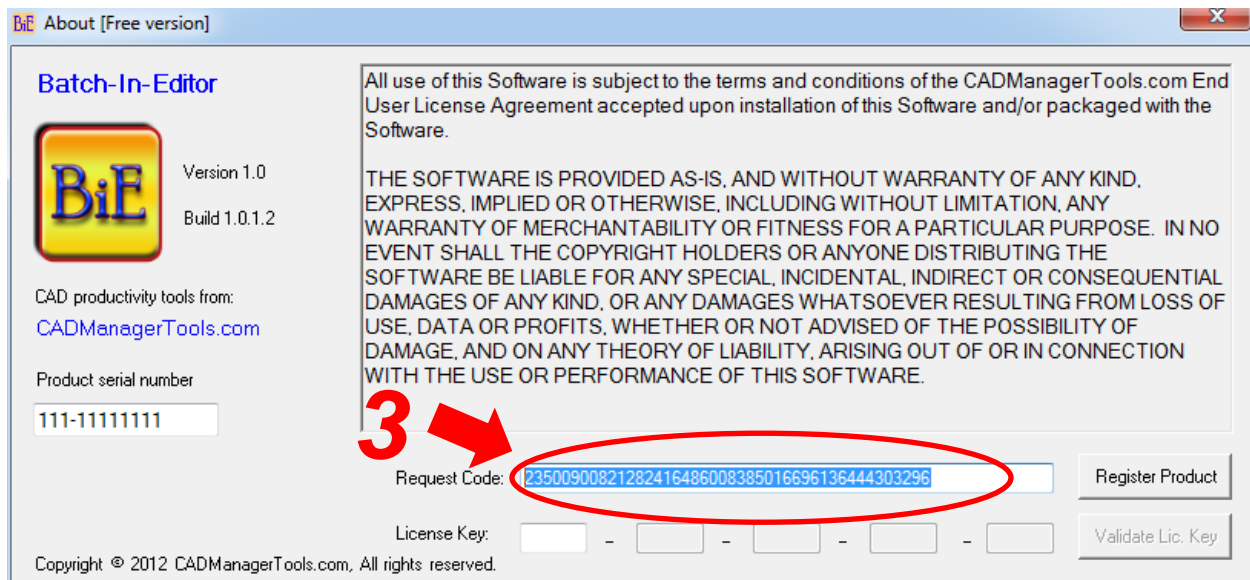 BiE About [Free version]
Batch-In-Editor
BiE
Version 1.0
Build 1.0.1.2
CAD productivity tools from:
CADManagerTools.com
Product serial number
111-11111111
All use of this Software is subject to the terms and conditions of the CADManagerTools.com End
User License Agreement accepted upon installation of this Software and/or packaged with the
Software.
THE SOFTWARE IS PROVIDED AS-IS, AND WITHOUT WARRANTY OF ANY KIND,
EXPRESS, IMPLIED OR OTHERWISE, INCLUDING WITHOUT LIMITATION, ANY
WARRANTY OF MERCHANTABILITY OR FITNESS FOR A PARTICULAR PURPOSE. IN NO
EVENT SHALL THE COPYRIGHT HOLDERS OR ANYONE DISTRIBUTING THE
SOFTWARE BE LIABLE FOR ANY SPECIAL, INCIDENTAL, INDIRECT OR CONSEQUENTIAL
DAMAGES OF ANY KIND, OR ANY DAMAGES WHATSOEVER RESULTING FROM LOSS OF
USE, DATA OR PROFITS, WHETHER OR NOT ADVISED OF THE POSSIBILITY OF
DAMAGE, AND ON ANY THEORY OF LIABILITY, ARISING OUT OF OR IN CONNECTION
WITH THE USE OR PERFORMANCE OF THIS SOFTWARE.
3
Request Code: 23500900821282416486008385016696136444303296
Register Product
License Key: - - - -
Validate Lic. Key
Copyright © 2012 CADManagerTools.com, All rights reserved.